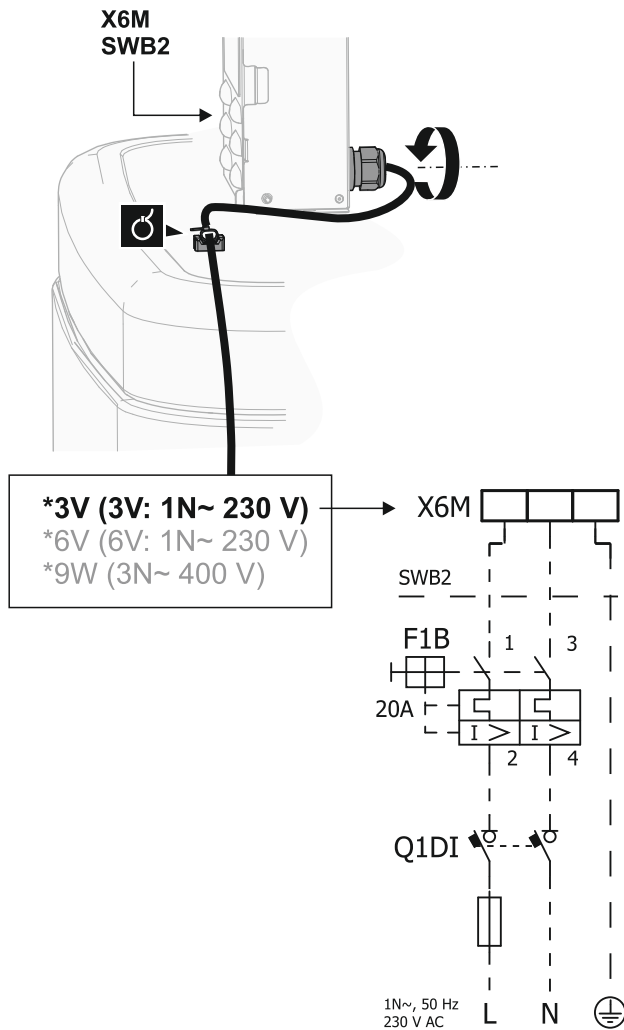 X6M
SWB2
*3V (3V: 1N~ 230 V)
*6V (6V: 1N~ 230 V)
*9W (3N~ 400 V)
X6M
SWB2
F1B
1
3
20A
I >
I >
2
4
Q1DI
1N~, 50 Hz
230 V AC
L
N